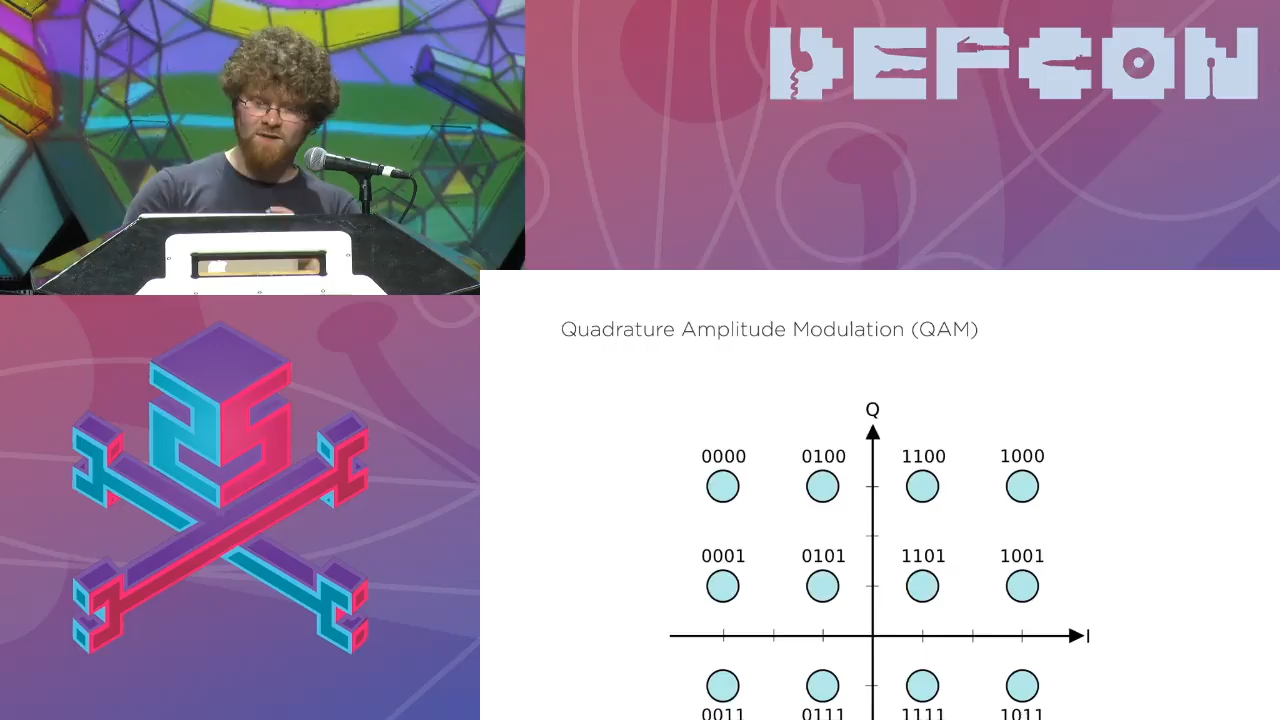 DEFCON
Quadrature Amplitude Modulation (QAM)
Q
0000 0100 1100 1000
0001 0101 1101 1001
I
0011 0111 1111 1011